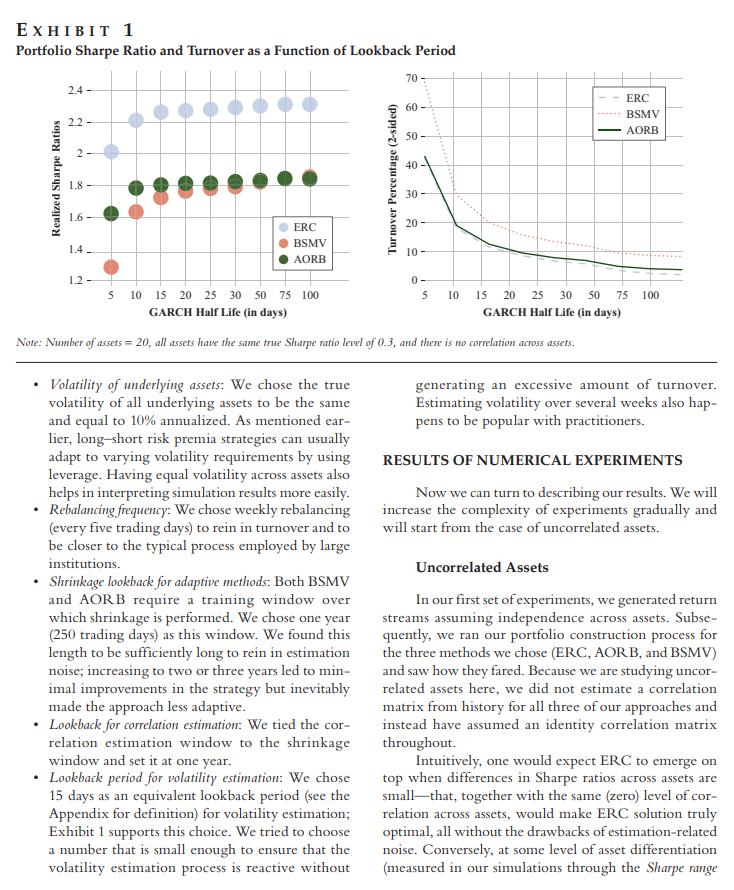 EXHIBIT 1
Portfolio Sharpe Ratio and Turnover as a Function of Lookback Period
2.4
2.2
2
1.8
1.6
1.4
1.2
Realized Sharpe Ratios
5 10 15 20 25 30 50 75 100
GARCH Half Life (in days)
ERC
BSMV
AORB
70
60
50
40
30
20
10
0
Turnover Percentage (2-sided)
5 10 15 20 25 30 50 75 100
GARCH Half Life (in days)
ERC
BSMV
AORB
Note: Number of assets = 20, all assets have the same true Sharpe ratio level of 0.3, and there is no correlation across assets.
• Volatility of underlying assets: We chose the true
volatility of all underlying assets to be the same
and equal to 10% annualized. As mentioned ear-
lier, long–short risk premia strategies can usually
adapt to varying volatility requirements by using
leverage. Having equal volatility across assets also
helps in interpreting simulation results more easily.
• Rebalancing frequency: We chose weekly rebalancing
(every five trading days) to rein in turnover and to
be closer to the typical process employed by large
institutions.
• Shrinkage lookback for adaptive methods: Both BSMV
and AORB require a training window over
which shrinkage is performed. We chose one year
(250 trading days) as this window. We found this
length to be sufficiently long to rein in estimation
noise; increasing to two or three years led to min-
imal improvements in the strategy but inevitably
made the approach less adaptive.
• Lookback for correlation estimation: We tied the cor-
relation estimation window to the shrinkage
window and set it at one year.
• Lookback period for volatility estimation: We chose
15 days as an equivalent lookback period (see the
Appendix for definition) for volatility estimation;
Exhibit 1 supports this choice. We tried to choose
a number that is small enough to ensure that the
volatility estimation process is reactive without
generating an excessive amount of turnover.
Estimating volatility over several weeks also hap-
pens to be popular with practitioners.
RESULTS OF NUMERICAL EXPERIMENTS
Now we can turn to describing our results. We will
increase the complexity of experiments gradually and
will start from the case of uncorrelated assets.
Uncorrelated Assets
In our first set of experiments, we generated return
streams assuming independence across assets. Subse-
quently, we ran our portfolio construction process for
the three methods we chose (ERC, AORB, and BSMV)
and saw how they fared. Because we are studying uncor-
related assets here, we did not estimate a correlation
matrix from history for all three of our approaches and
instead have assumed an identity correlation matrix
throughout.
Intuitively, one would expect ERC to emerge on
top when differences in Sharpe ratios across assets are
small—that, together with the same (zero) level of cor-
relation across assets, would make ERC solution truly
optimal, all without the drawbacks of estimation-related
noise. Conversely, at some level of asset differentiation
(measured in our simulations through the Sharpe range